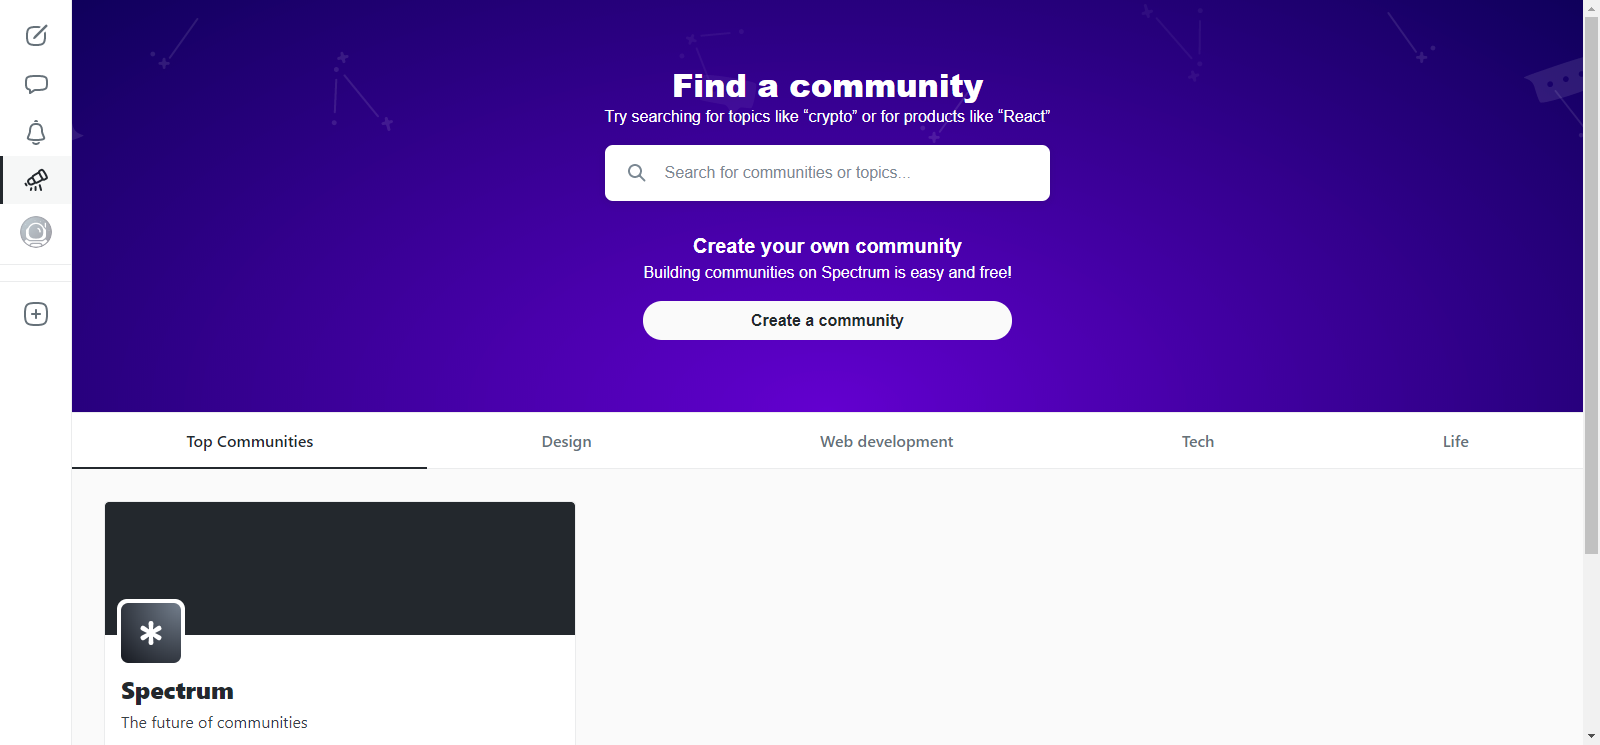 Find a community
Try searching for topics like “crypto” or for products like “React”
Search for communities or topics...
Create your own community
Building communities on Spectrum is easy and free!
Create a community
Top Communities
Design
Web development
Tech
Life
Spectrum
The future of communities